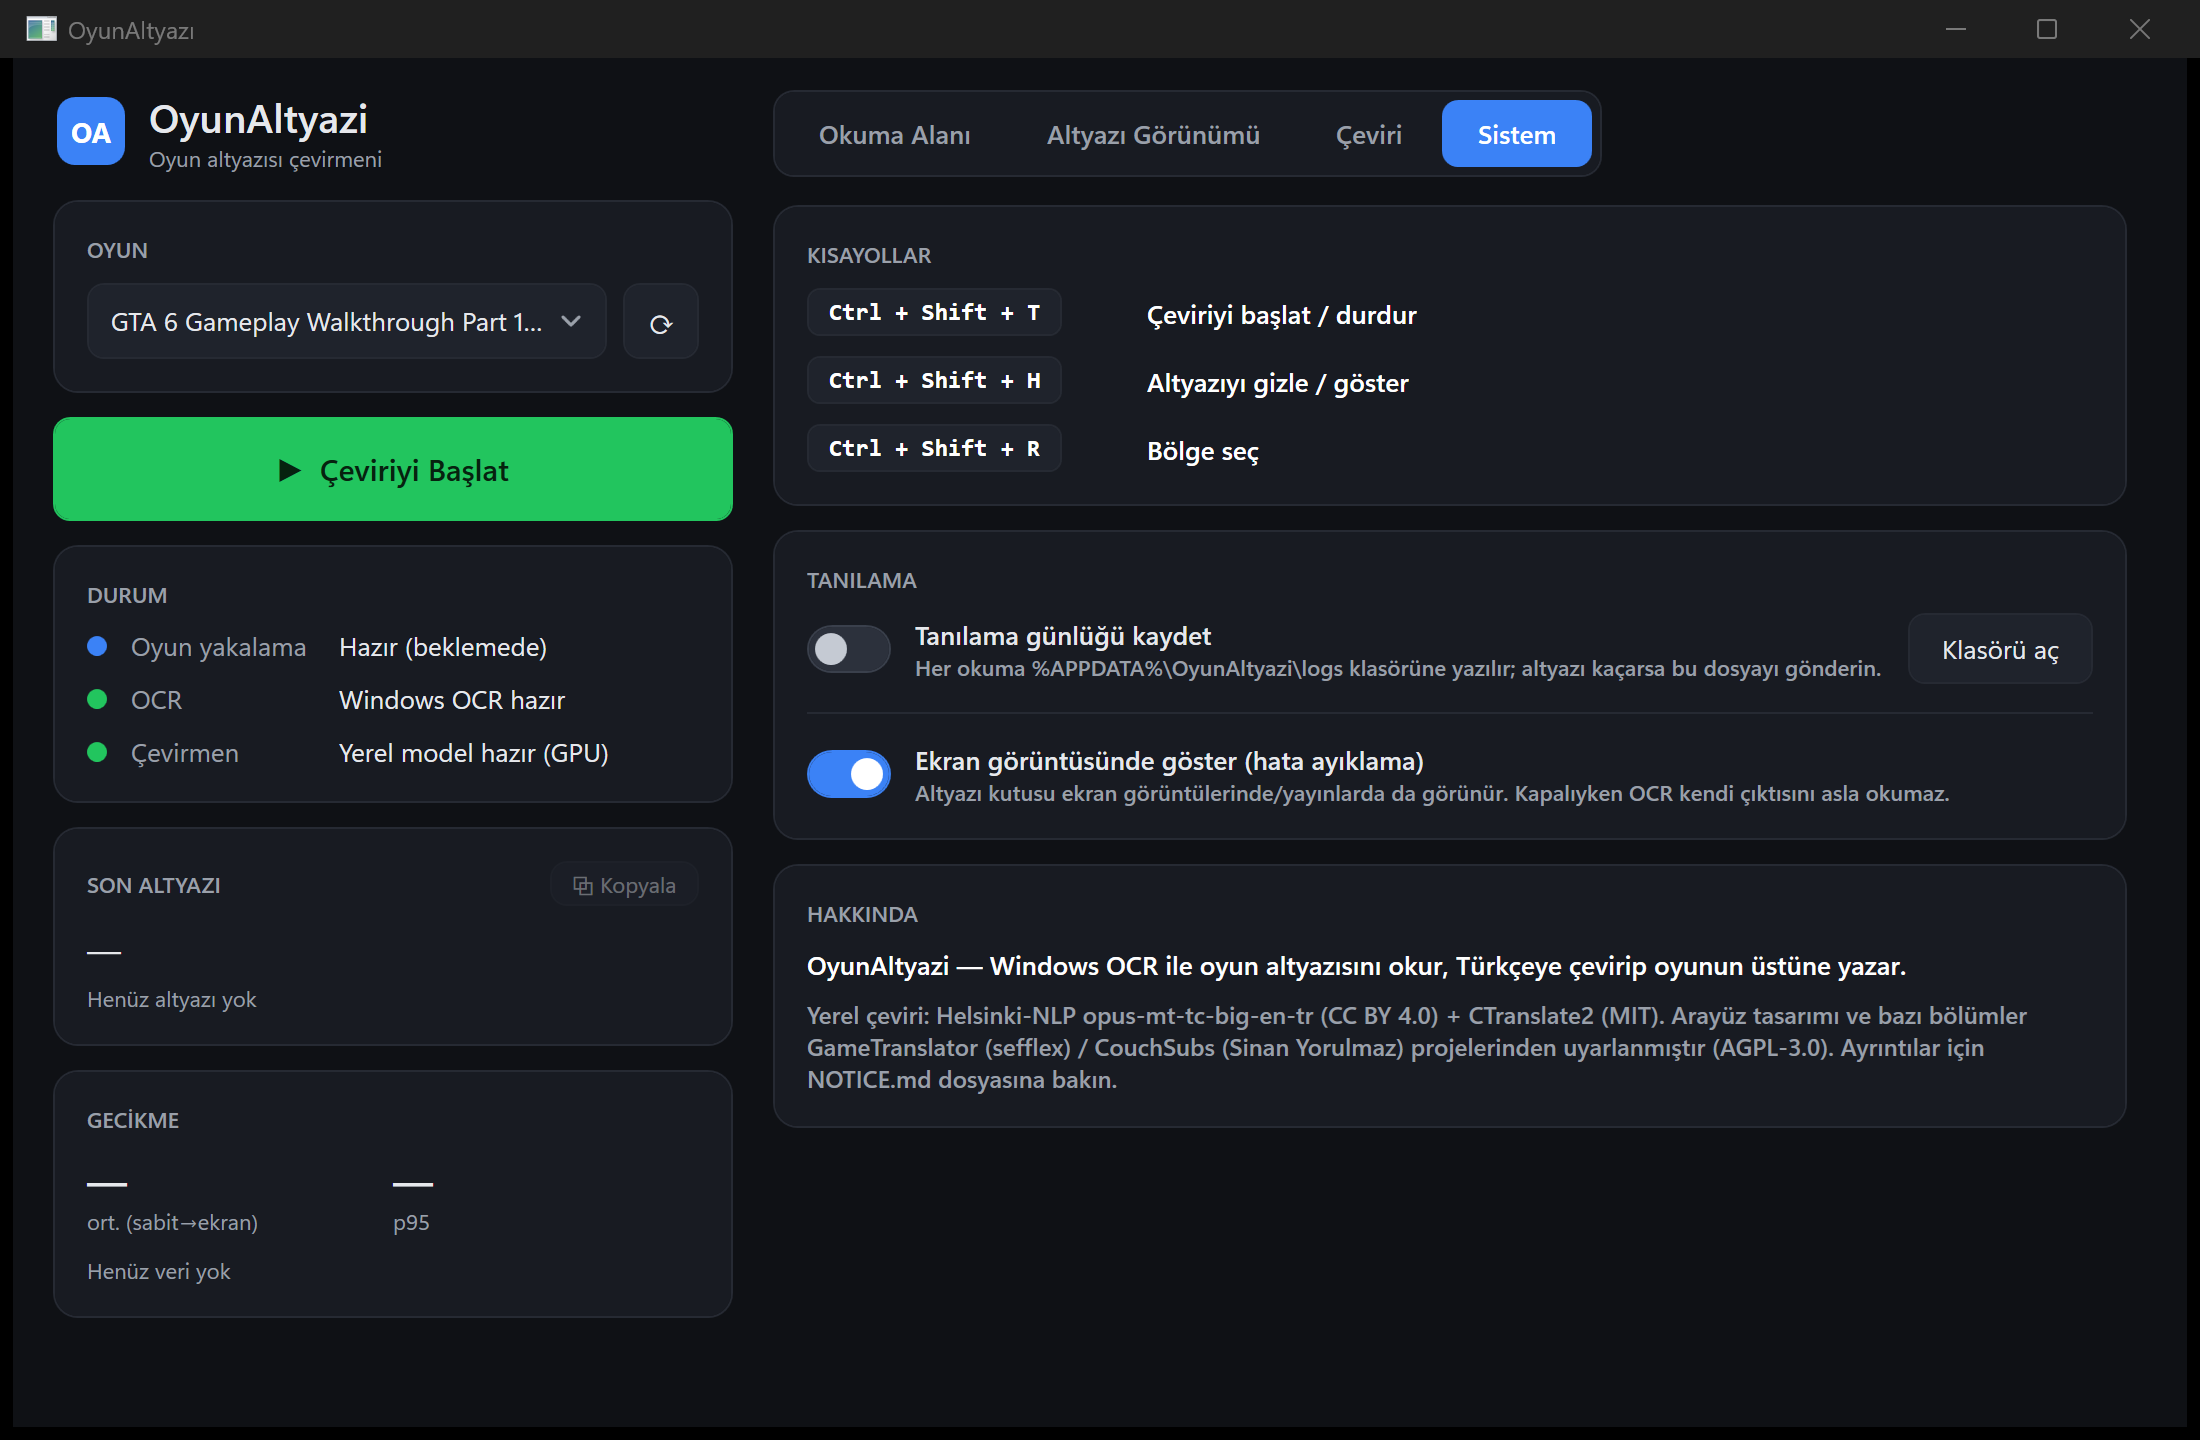 OyunAltyazı
OA
OyunAltyazi
Oyun altyazısı çevirmeni
OYUN
GTA 6 Gameplay Walkthrough Part 1...
▶ Çeviriyi Başlat
DURUM
Oyun yakalama Hazır (beklemede)
OCR Windows OCR hazır
Çevirmen Yerel model hazır (GPU)
SON ALTYAZI
Kopyala
—
Henüz altyazı yok
GECİKME
— —
ort. (sabit→ekran) p95
Henüz veri yok
Okuma Alanı Altyazı Görünümü Çeviri Sistem
KISAYOLLAR
Ctrl + Shift + T Çeviriyi başlat / durdur
Ctrl + Shift + H Altyazıyı gizle / göster
Ctrl + Shift + R Bölge seç
TANILAMA
Tanılama günlüğü kaydet
Her okuma %APPDATA%\OyunAltyazi\logs klasörüne yazılır; altyazı kaçarsa bu dosyayı gönderin.
Klasörü aç
Ekran görüntüsünde göster (hata ayıklama)
Altyazı kutusu ekran görüntülerinde/yayınlarda da görünür. Kapalıyken OCR kendi çıktısını asla okumaz.
HAKKINDA
OyunAltyazi — Windows OCR ile oyun altyazısını okur, Türkçeye çevirip oyunun üstüne yazar.
Yerel çeviri: Helsinki-NLP opus-mt-tc-big-en-tr (CC BY 4.0) + CTranslate2 (MIT). Arayüz tasarımı ve bazı bölümler
GameTranslator (sefflex) / CouchSubs (Sinan Yorulmaz) projelerinden uyarlanmıştır (AGPL-3.0). Ayrıntılar için
NOTICE.md dosyasına bakın.